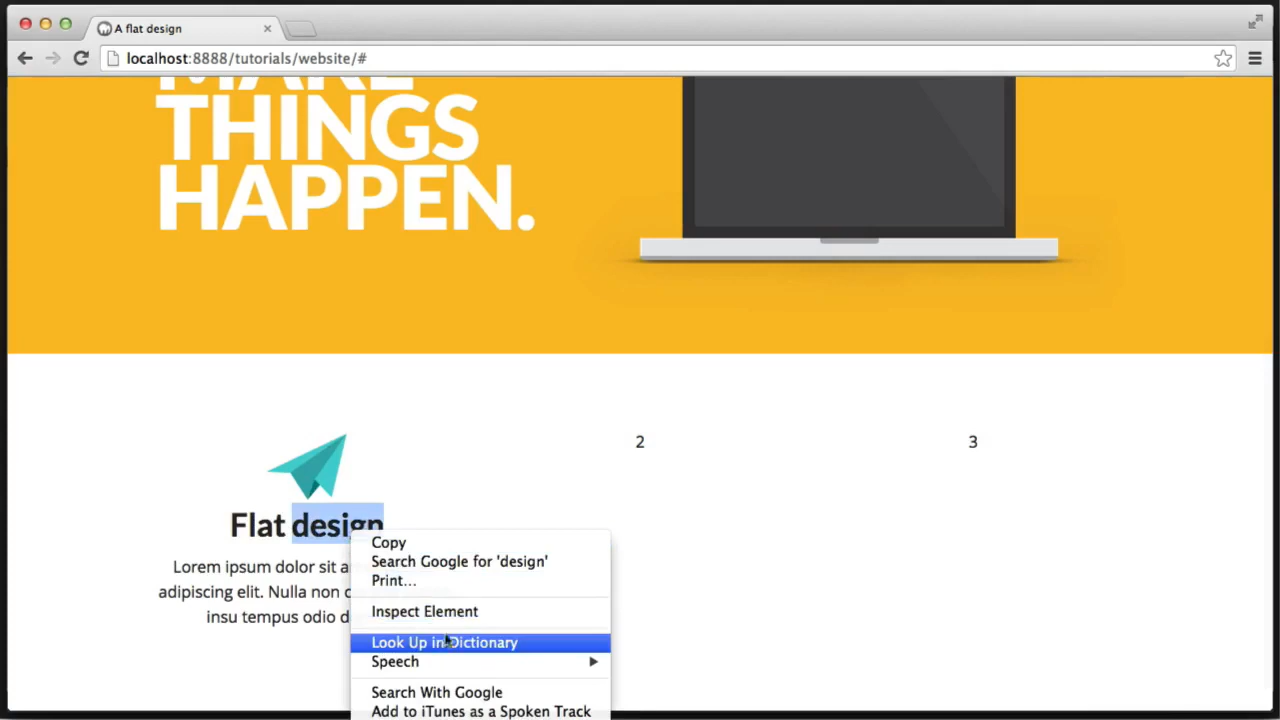 A flat design
localhost:8888/tutorials/website/#
MAKE
THINGS
HAPPEN.
2
3
Flat design
Lorem ipsum dolor sit a
adipiscing elit. Nulla non
insu tempus odio d
Copy
Search Google for 'design'
Print...
Inspect Element
Look Up in Dictionary
Speech
Search With Google
Add to iTunes as a Spoken Track